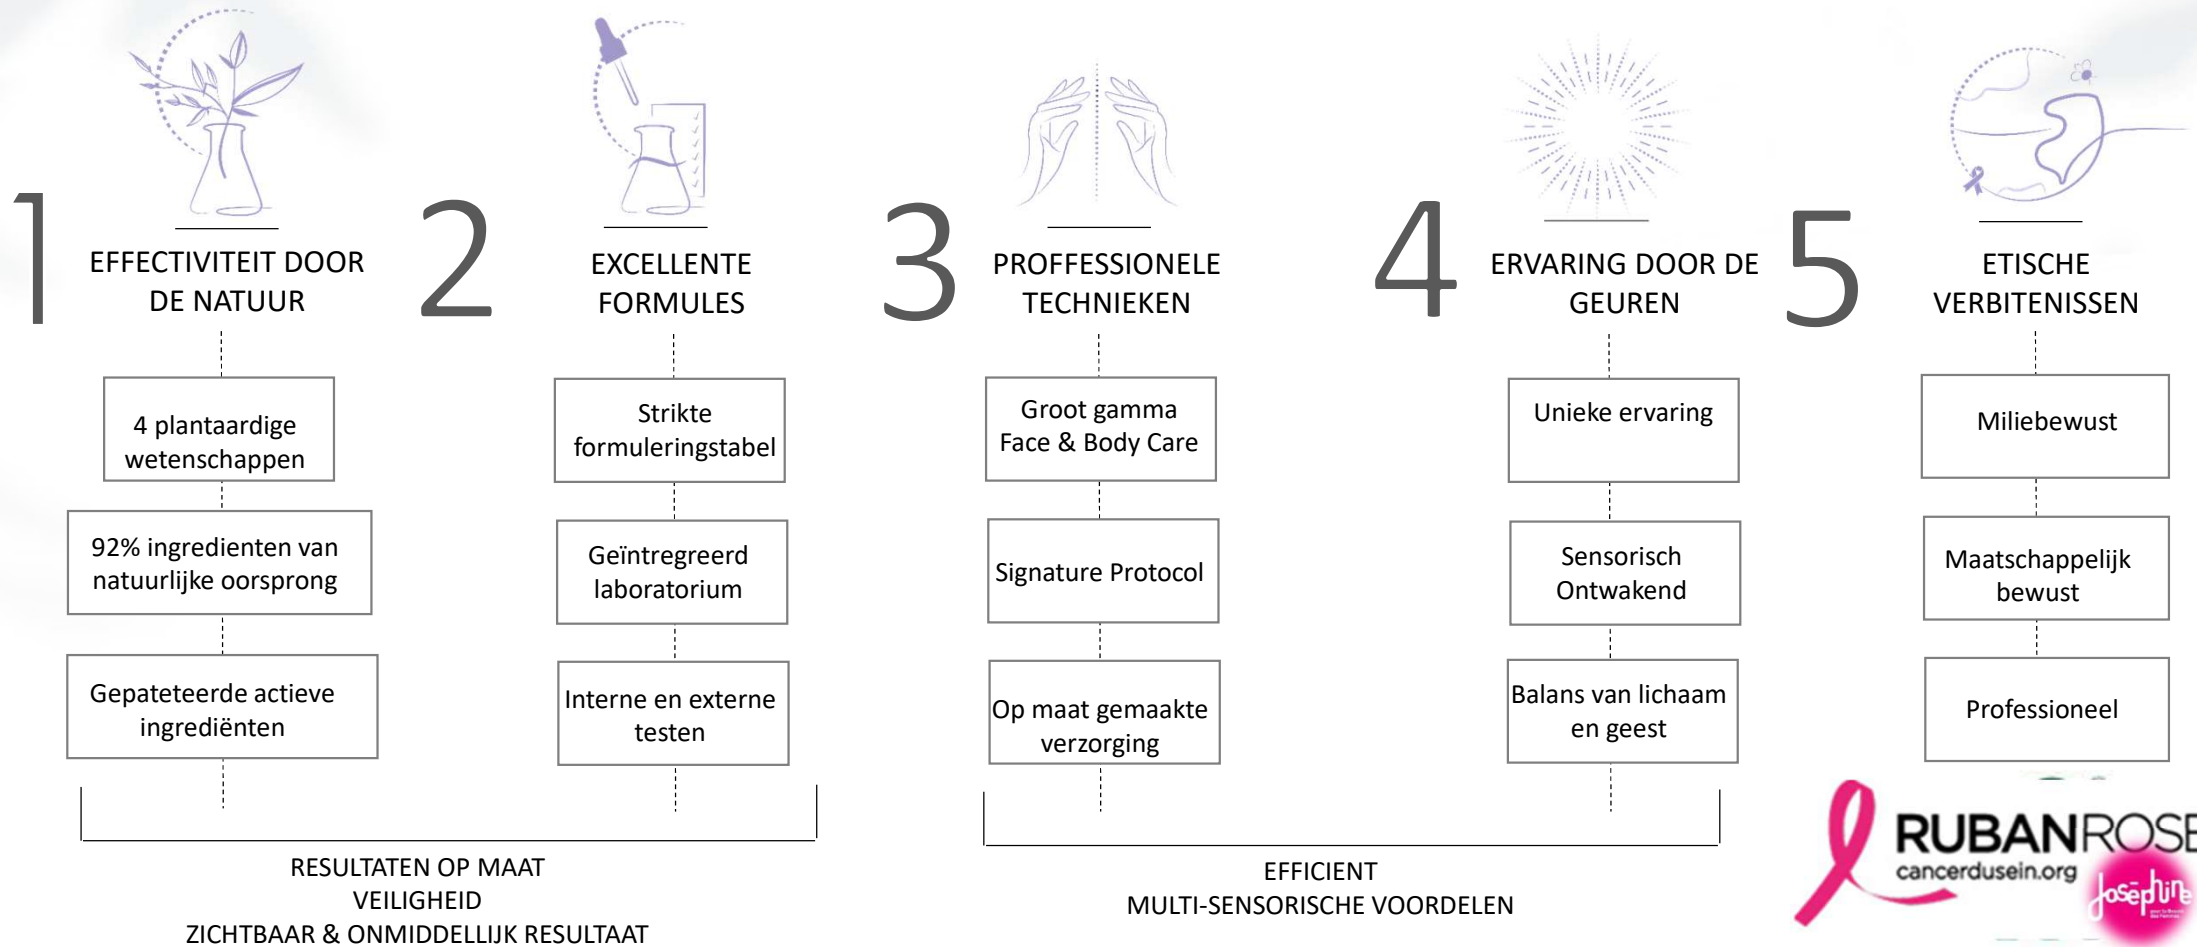 1
EFFECTIVITEIT DOOR
DE NATUUR
4 plantaardige
wetenschappen
92% ingredienten van
natuurlijke oorsprong
Gepateteerde actieve
ingrediënten
2
EXCELLENTE
FORMULES
Strikte
formuleringstabel
Geïntregreerd
laboratorium
Interne en externe
testen
RESULTATEN OP MAAT
VEILIGHEID
ZICHTBAAR & ONMIDDELLIJK RESULTAAT
3
PROFFESSIONELE
TECHNIEKEN
Groot gamma
Face & Body Care
Signature Protocol
Op maat gemaakte
verzorging
4
ERVARING DOOR DE
GEUREN
Unieke ervaring
Sensorisch
Ontwakend
Balans van lichaam
en geest
EFFICIENT
MULTI-SENSORISCHE VOORDELEN
5
ETISCHE
VERBITENISSEN
Miliebewust
Maatschappelijk
bewust
Professioneel
RUBANROSE
cancerdusein.org
Joséphine